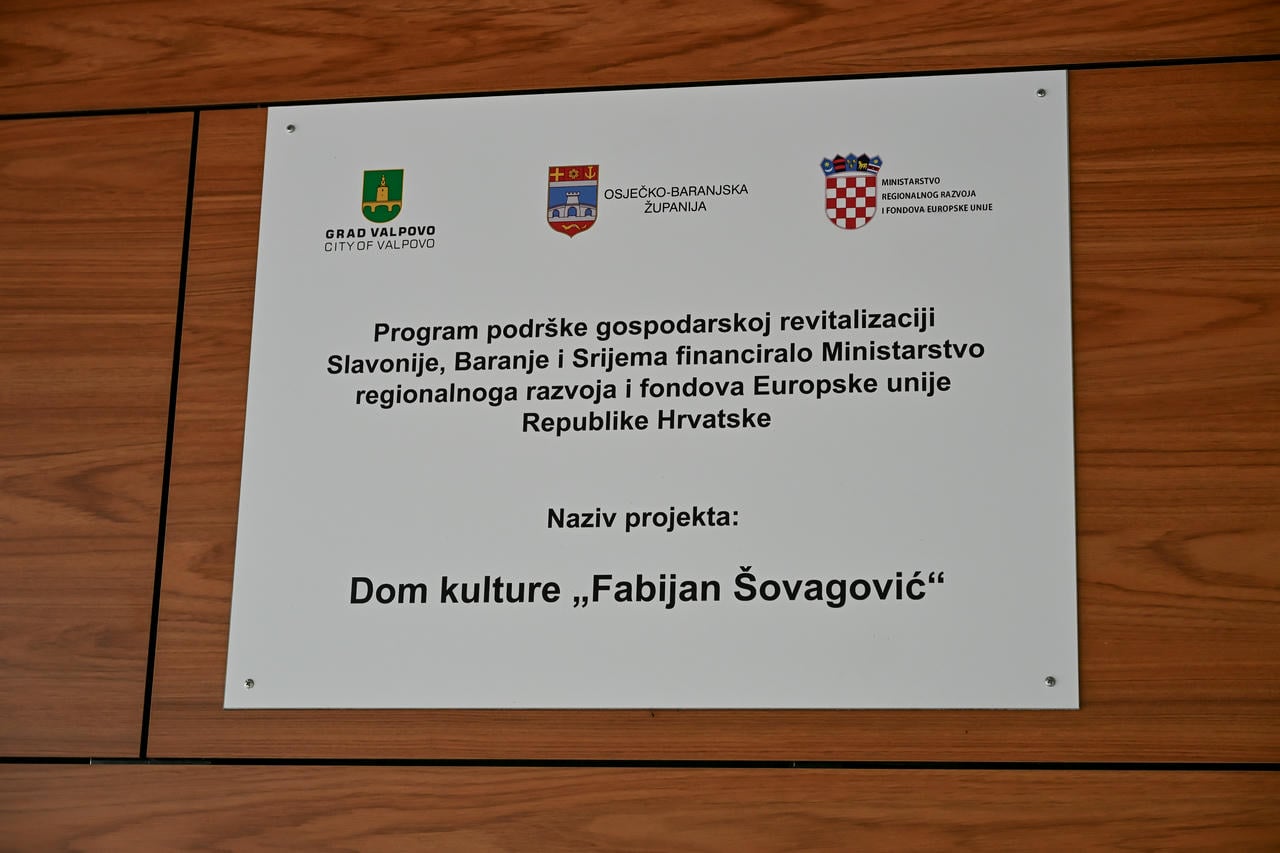 GRAD VALPOVO
CITY OF VALPOVO
OSJEČKO-BARANJSKA
ŽUPANIJA
MINISTARSTVO
REGIONALNOG RAZVOJA
I FONDOVA EUROPSKE UNIJE
Program podrške gospodarskoj revitalizaciji
Slavonije, Baranje i Srijema financiralo Ministarstvo
regionalnoga razvoja i fondova Europske unije
Republike Hrvatske
Naziv projekta:
Dom kulture „Fabijan Šovagović“